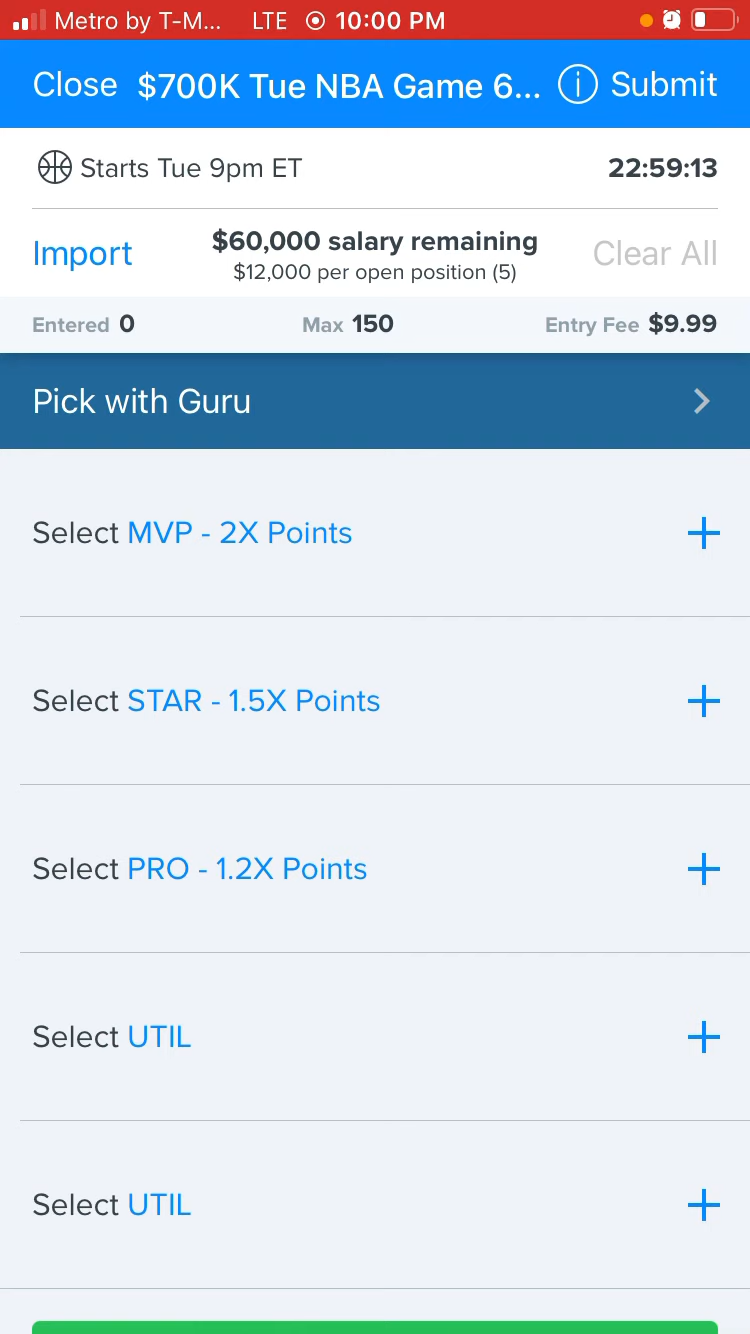 Metro by T-M... LTE 10:00 PM
Close $700K Tue NBA Game 6... Submit
Starts Tue 9pm ET 22:59:13
Import $60,000 salary remaining Clear All
$12,000 per open position (5)
Entered 0 Max 150 Entry Fee $9.99
Pick with Guru
Select MVP - 2X Points
Select STAR - 1.5X Points
Select PRO - 1.2X Points
Select UTIL
Select UTIL